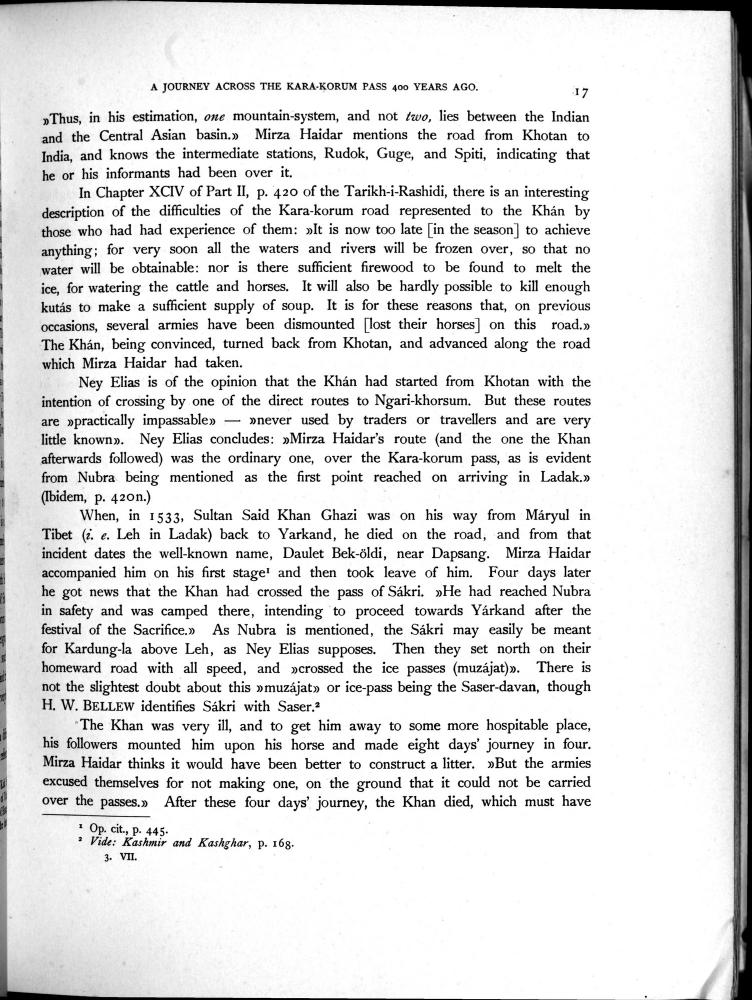 A JOURNEY ACROSS THE KARA-KORUM PASS 400 YEARS AGO.
17
»Thus, in his estimation, one mountain-system, and not two, lies between the Indian
and the Central Asian basin.» Mirza Haidar mentions the road from Khotan to
India, and knows the intermediate stations, Rudok, Guge, and Spiti, indicating that
he or his informants had been over it.
In Chapter XCIV of Part II, p. 420 of the Tarikh-i-Rashidi, there is an interesting
description of the difficulties of the Kara-korum road represented to the Khán by
those who had had experience of them: »It is now too late [in the season] to achieve
anything; for very soon all the waters and rivers will be frozen over, so that no
water will be obtainable: nor is there sufficient firewood to be found to melt the
ice, for watering the cattle and horses. It will also be hardly possible to kill enough
kutás to make a sufficient supply of soup. It is for these reasons that, on previous
occasions, several armies have been dismounted [lost their horses] on this road.»
The Khán, being convinced, turned back from Khotan, and advanced along the road
which Mirza Haidar had taken.
Ney Elias is of the opinion that the Khán had started from Khotan with the
intention of crossing by one of the direct routes to Ngari-khorsum. But these routes
are »practically impassable» — »never used by traders or travellers and are very
little known». Ney Elias concludes: »Mirza Haidar's route (and the one the Khan
afterwards followed) was the ordinary one, over the Kara-korum pass, as is evident
from Nubra being mentioned as the first point reached on arriving in Ladak.»
(Ibidem, p. 420n.)
When, in 1533, Sultan Said Khan Ghazi was on his way from Máryul in
Tibet (i. e. Leh in Ladak) back to Yarkand, he died on the road, and from that
incident dates the well-known name, Daulet Bek-öldi, near Dapsang. Mirza Haidar
accompanied him on his first stage¹ and then took leave of him. Four days later
he got news that the Khan had crossed the pass of Sákri. »He had reached Nubra
in safety and was camped there, intending to proceed towards Yárkand after the
festival of the Sacrifice.» As Nubra is mentioned, the Sákri may easily be meant
for Kardung-la above Leh, as Ney Elias supposes. Then they set north on their
homeward road with all speed, and »crossed the ice passes (muzájat)». There is
not the slightest doubt about this »muzájat» or ice-pass being the Saser-davan, though
H. W. BELLEW identifies Sákri with Saser.²
The Khan was very ill, and to get him away to some more hospitable place,
his followers mounted him upon his horse and made eight days' journey in four.
Mirza Haidar thinks it would have been better to construct a litter. »But the armies
excused themselves for not making one, on the ground that it could not be carried
over the passes.» After these four days' journey, the Khan died, which must have
¹ Op. cit., p. 445.
² Vide: Kashmir and Kashghar, p. 168.
3. VII.